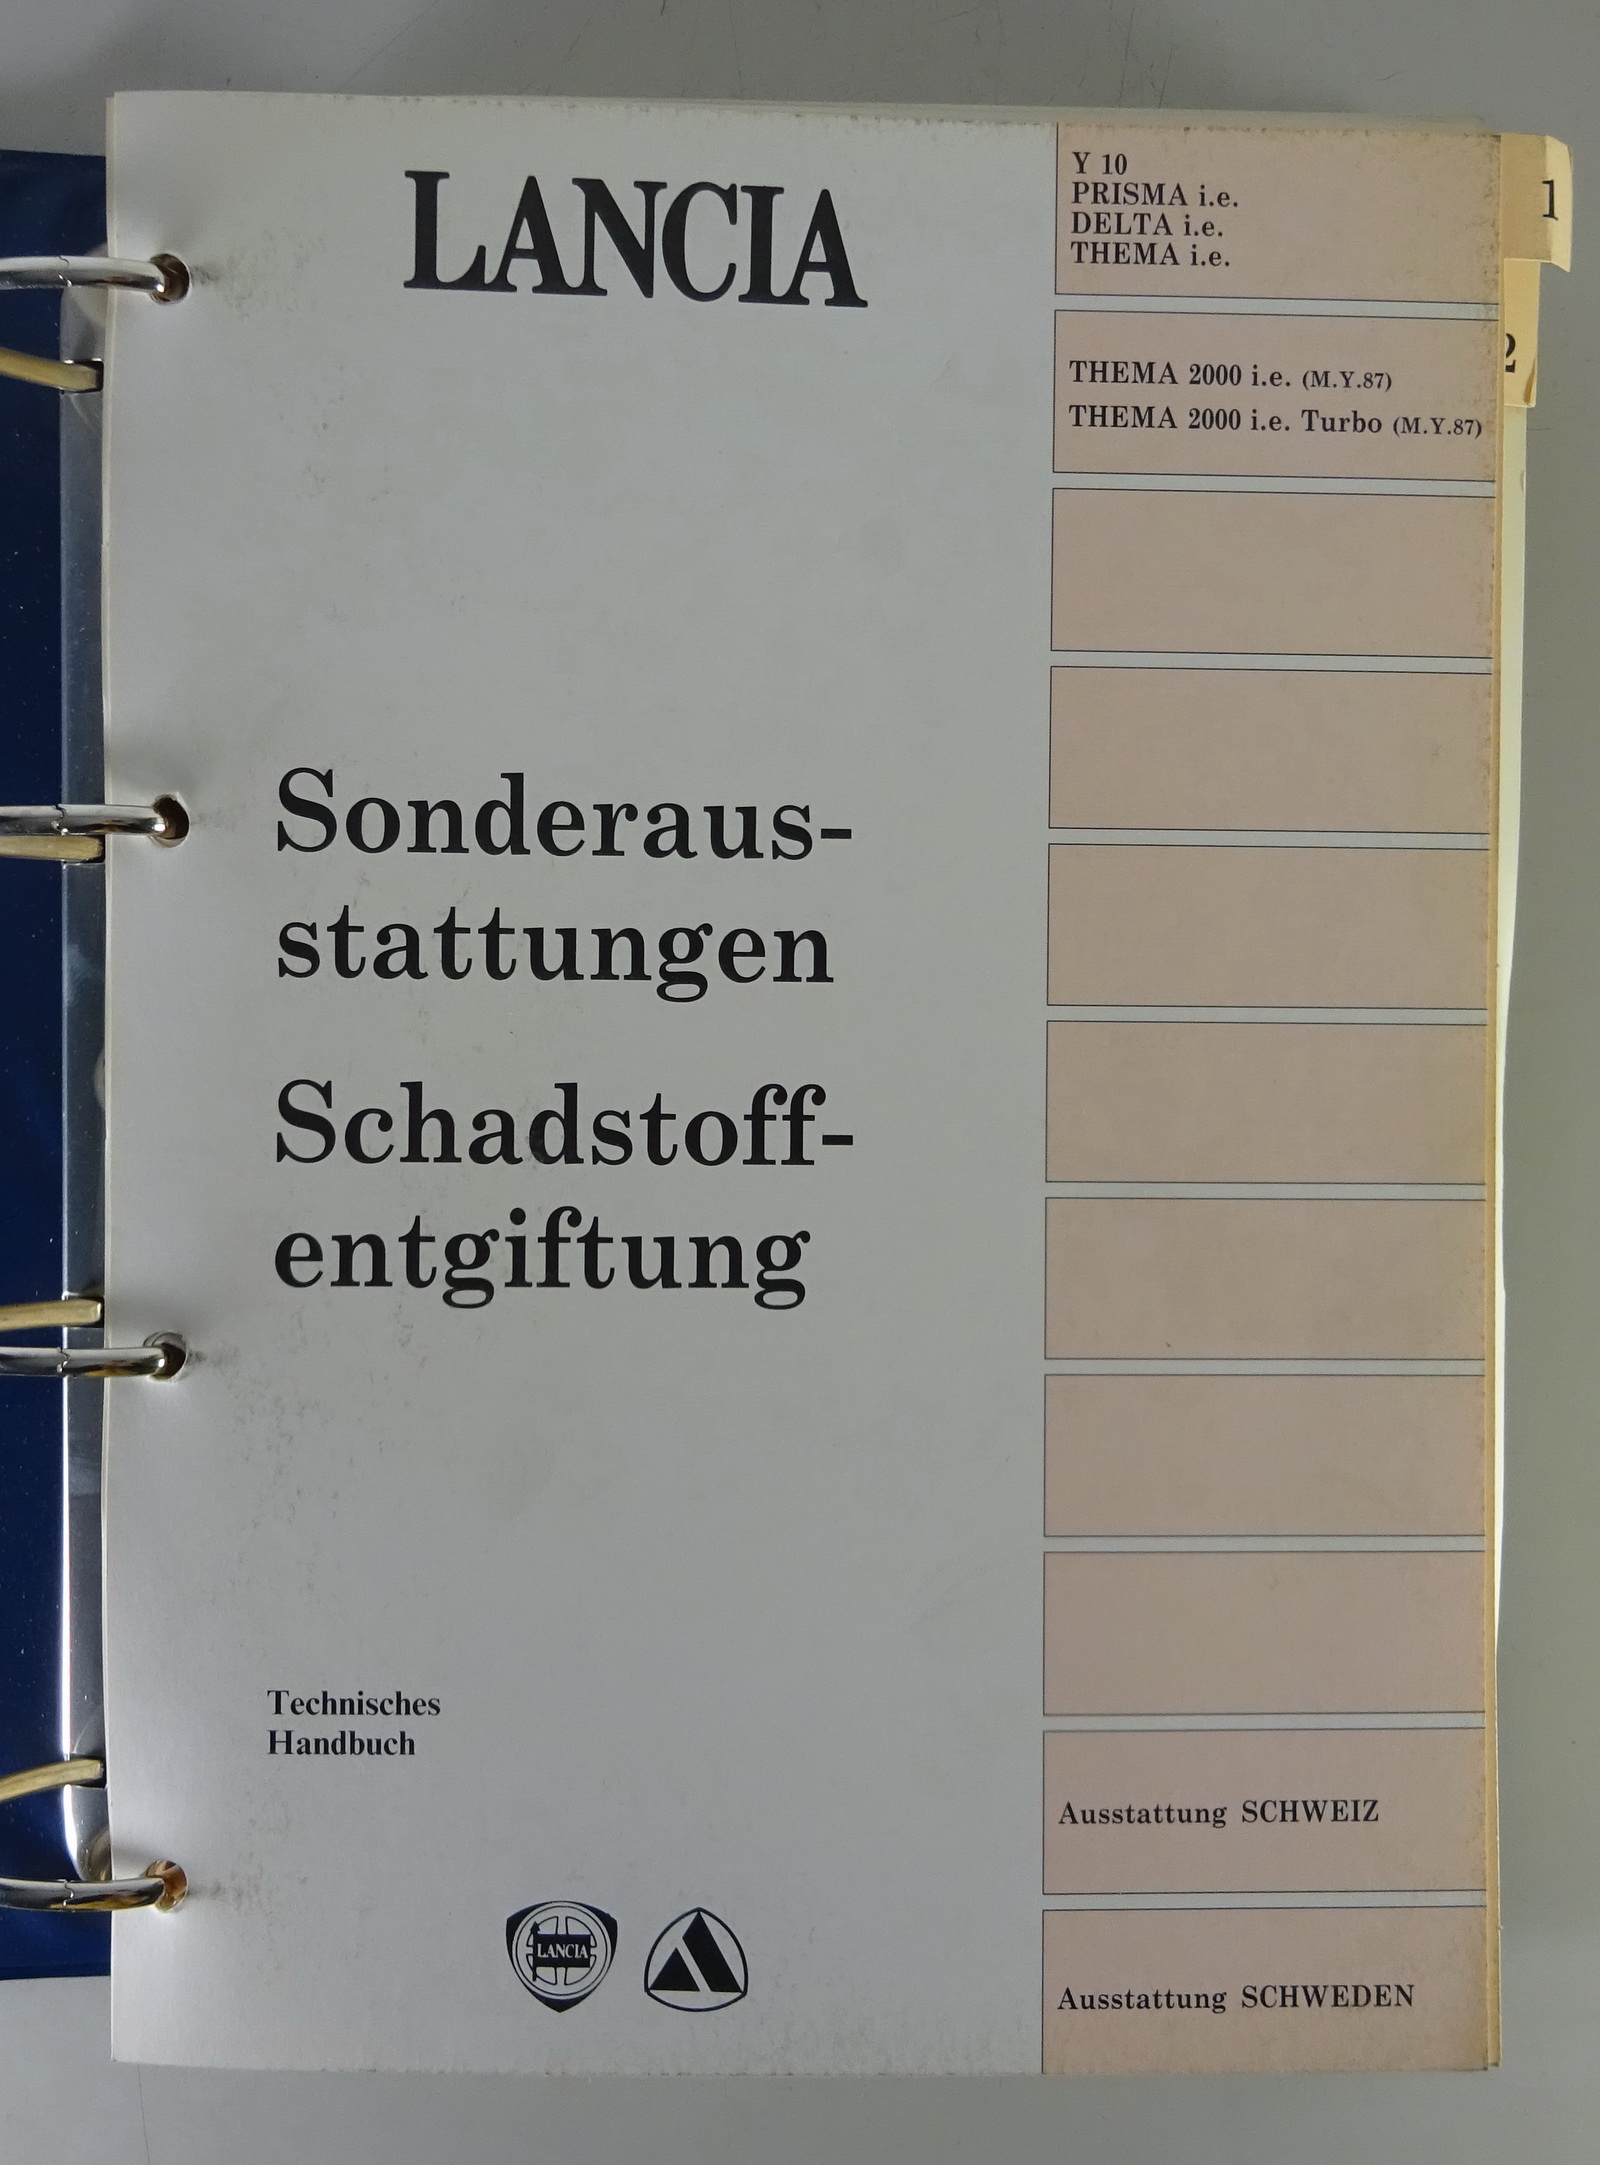 LANCIA
Sonderaus-
stattungen
Schadstoff-
entgiftung
Technisches
Handbuch
LANCIA
Y 10
PRISMA i.e.
DELTA i.e.
THEMA i.e.
THEMA 2000 i.e. (M.Y.87)
THEMA 2000 i.e. Turbo (M.Y.87)
Ausstattung SCHWEIZ
Ausstattung SCHWEDEN
1
2